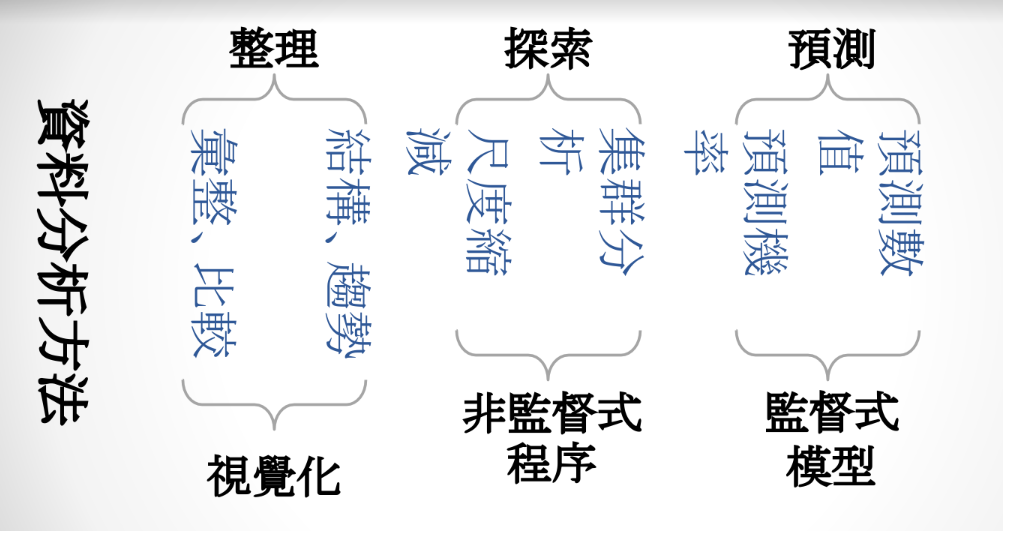 資料分析方法
整理
彙整、比較
結構、趨勢
視覺化
探索
集群分
析
尺度縮
減
非監督式
程序
預測
預測數
值
預測機
率
監督式
模型